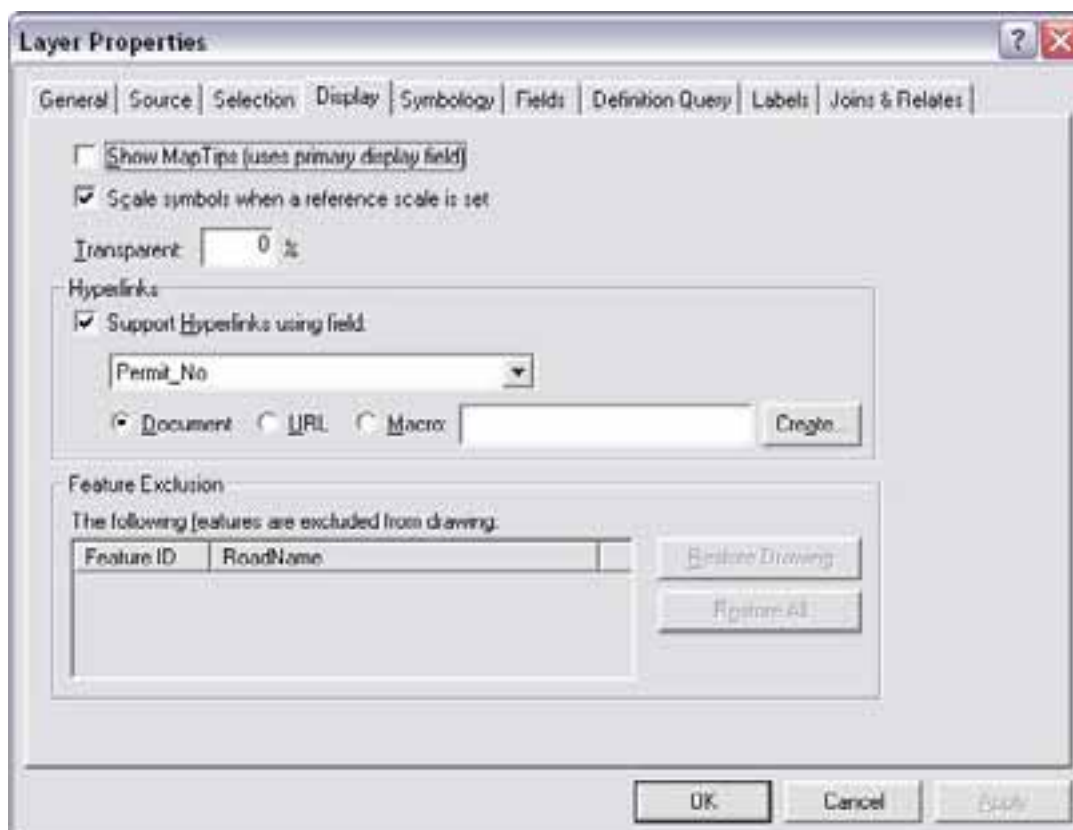 Layer Properties
General Source Selection Display Symbology Fields Definition Query Labels Joins & Relates
Show MapTips (uses primary display field)
Scale symbols when a reference scale is set
Transparent: 0 %
Hyperlinks
Support Hyperlinks using field:
Permit_No
Document URL Macro: Create...
Feature Exclusion
The following features are excluded from drawing:
Feature ID RoadName
Restore Drawing
Restore All
OK Cancel Apply